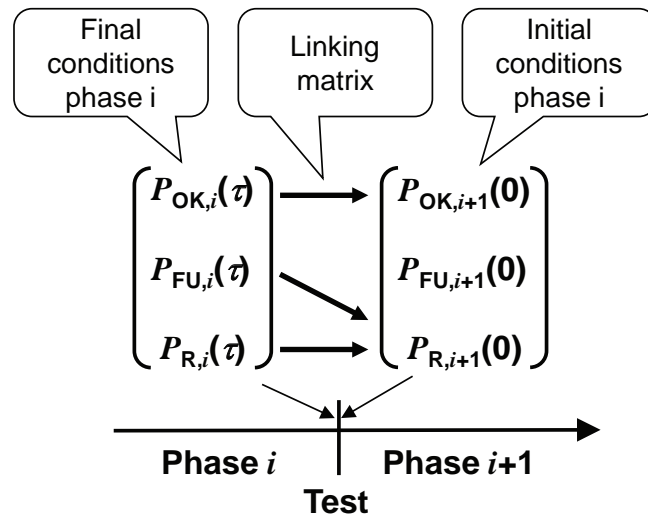 Final
conditions
phase i
Linking
matrix
Initial
conditions
phase i
P_OK,i(τ)
P_OK,i+1(0)
P_FU,i(τ)
P_FU,i+1(0)
P_R,i(τ)
P_R,i+1(0)
Phase i
Phase i+1
Test